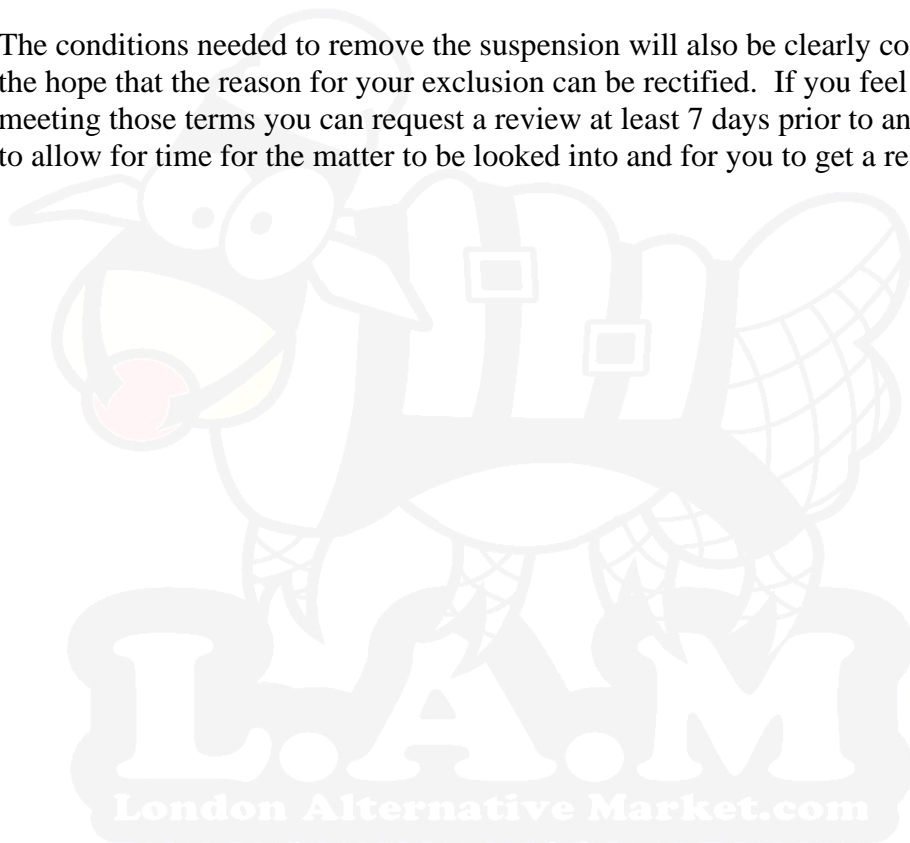 The conditions needed to remove the suspension will also be clearly co
the hope that the reason for your exclusion can be rectified. If you feel
meeting those terms you can request a review at least 7 days prior to an
to allow for time for the matter to be looked into and for you to get a re
L.A.M
London Alternative Market.com